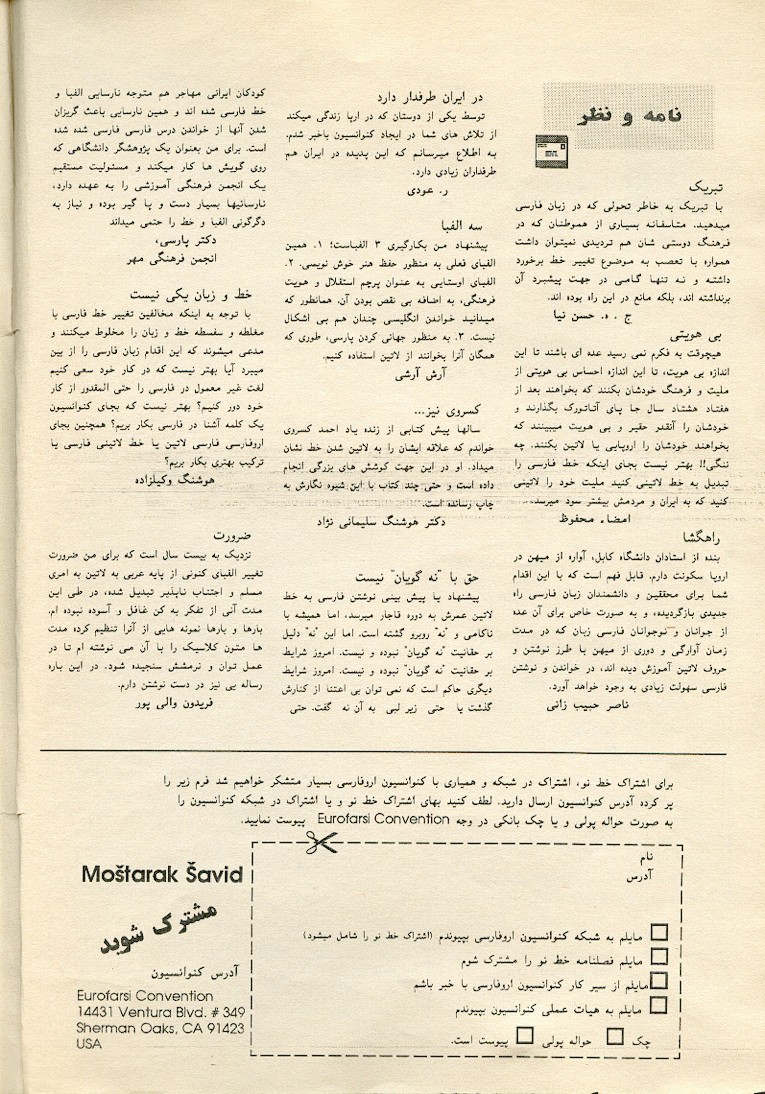 نامه و نظر
تبریک
با تبریک به خاطر تحولی که در زبان فارسی
میدهید. متاسفانه بسیاری از هموطنان که در
فرهنگ دوستی شان هم تردیدی نمیتوان داشت
همواره با تعصب به موضوع تغییر خط برخورد
داشته و نه تنها گامی در جهت پیشبرد آن
برنداشته اند، بلکه مانع در این راه بوده اند.
ج . ه. حسن نیا
بی هویتی
هیچوقت به فکرم نمی رسید عده ای باشند تا این
اندازه بی هویت، تا این اندازه احساس بی هویتی از
ملیت و فرهنگ خودشان بکنند که بخواهند بعد از
هفتاد هشتاد سال جا پای آتاتورک بگذارند و
خودشان را آنقدر حقیر و بی هویت میبینند که
بخواهند خودشان را اروپایی یا لاتین بکنند. چه
ننگی!! بهتر نیست بجای اینکه خط فارسی را
تبدیل به خط لاتینی کنید ملیت خود را لاتینی
کنید که به ایران و مردمش بیشتر سود میرسد...
امضاء محفوظ
راهگشا
بنده از استادان دانشگاه کابل، آواره از میهن در
اروپا سکونت دارم. قابل فهم است که با این اقدام
شما برای محققین و دانشمندان زبان فارسی راه
جدیدی بازگردیده، و به صورت خاص برای آن عده
از جوانان و نوجوانان فارسی زبان که در مدت
زمان آوارگی و دوری از میهن با طرز نوشتن و
حروف لاتین آموزش دیده اند، در خواندن و نوشتن
فارسی سهولت زیادی به وجود خواهد آورد.
ناصر حبیب زانی
در ایران طرفدار دارد
توسط یکی از دوستان که در ارپا زندگی میکند
از تلاش های شما در ایجاد کنوانسیون باخبر شدم.
به اطلاع میرسانم که این پدیده در ایران هم
طرفداران زیادی دارد.
ر. عودی
سه الفبا
پیشنهاد من بکارگیری ۳ الفباست؛ ۱. همین
الفبای فعلی به منظور حفظ هنر خوش نویسی. ۲.
الفبای اوستایی به عنوان پرچم استقلال و هویت
فرهنگی، به اضافه بی نقص بودن آن. همانطور که
میدانید خواندن انگلیسی چندان هم بی اشکال
نیست. ۳. به منظور جهانی کردن پارسی، طوری که
همگان آنرا بخوانند از لاتین استفاده کنیم.
آرش آرشی
کسروی نیز...
سالها پیش کتابی از زنده یاد احمد کسروی
خواندم که علاقه ایشان را به لاتین شدن خط نشان
میداد. او در این جهت کوشش های بزرگی انجام
داده است و حتی چند کتاب با این شیوه نگارش به
چاپ رسانده است.
دکتر هوشنگ سلیمانی نژاد
حق با "نه گویان" نیست
پیشنهاد یا پیش بینی نوشتن فارسی به خط
لاتین عمرش به دوره قاجار میرسد، اما همیشه با
ناکامی و "نه" روبرو گشته است. اما این "نه" دلیل
بر حقانیت "نه گویان" نبوده و نیست. امروز شرایط
بر حقانیت "نه گویان" نبوده و نیست. امروز شرایط
دیگری حاکم است که نمی توان بی اعتنا از کنارش
گذشت یا حتی زیر لبی به آن نه گفت. حتی
کودکان ایرانی مهاجر هم متوجه نارسایی الفبا و
خط فارسی شده اند و همین نارسایی باعث گریزان
شدن آنها از خواندن درس فارسی فارسی شده شده
است. برای من بعنوان یک پژوهشگر دانشگاهی که
روی گویش ها کار میکند و مسئولیت مستقیم
یک انجمن فرهنگی آموزشی را به عهده دارد،
نارسائیها بسیار دست و پا گیر بوده و نیاز به
دگرگونی الفبا و خط را حتمی میداند
دکتر پارسی،
انجمن فرهنگی مهر
خط و زبان یکی نیست
با توجه به اینکه مخالفین تغییر خط فارسی با
مغلطه و سفسطه خط و زبان را مخلوط میکنند و
مدعی میشوند که این اقدام زبان فارسی را از بین
میبرد آیا بهتر نیست که در کار خود سعی کنیم
لغت غیر معمول در فارسی را حتی المقدور از کار
خود دور کنیم؟ بهتر نیست که بجای کنوانسیون
یک کلمه آشنا در فارسی بکار بریم؟ همچنین بجای
اروفارسی فارسی لاتین یا خط لاتینی فارسی یا
ترکیب بهتری بکار بریم؟
هوشنگ وکیلزاده
ضرورت
نزدیک به بیست سال است که برای من ضرورت
تغییر الفبای کنونی از پایه عربی به لاتین به امری
مسلم و اجتناب ناپذیر تبدیل شده، در طی این
مدت آنی از تفکر به کن غافل و آسوده نبوده ام.
بارها و بارها نمونه هایی از آنرا تنظیم کرده مدت
ها متون کلاسیک را با آن می نوشته ام تا در
عمل توان و نرمشش سنجیده شود. در این باره
رساله یی نیز در دست نوشتن دارم.
فریدون والی پور
برای اشتراک خط نو، اشتراک در شبکه و همیاری با کنوانسیون اروفارسی بسیار متشکر خواهیم شد فرم زیر را
پر کرده آدرس کنوانسیون ارسال دارید. لطف کنید بهای اشتراک خط نو و یا اشتراک در شبکه کنوانسیون را
به صورت حواله پولی و یا چک بانکی در وجه Eurofarsi Convention پیوست نمایید.
نام
آدرس
مایلم به شبکه کنوانسیون اروفارسی بپیوندم (اشتراک خط نو را شامل میشود)
مایلم فصلنامه خط نو را مشترک شوم
مایلم از سیر کار کنوانسیون اروفارسی با خبر باشم
مایلم به هیات عملی کنوانسیون بپیوندم
چک حواله پولی پیوست است.
Moštarak Šavid
مشترک شوید
آدرس کنوانسیون
Eurofarsi Convention
14431 Ventura Blvd. # 349
Sherman Oaks, CA 91423
USA